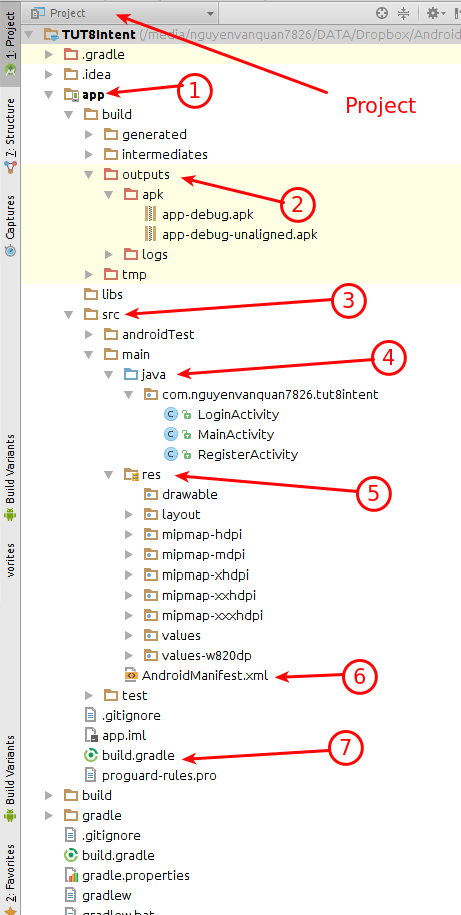 1: Project
7: Structure
Captures
Build Variants
vorites
Build Variants
2: Favorites
Project
TUT8Intent (/media/nguyenvanquan7826/DATA/Dropbox/Android
.gradle
.idea
app
1
Project
build
generated
intermediates
outputs
2
apk
app-debug.apk
app-debug-unaligned.apk
logs
tmp
libs
3
src
androidTest
main
4
java
com.nguyenvanquan7826.tut8intent
LoginActivity
MainActivity
RegisterActivity
res
5
drawable
layout
mipmap-hdpi
mipmap-mdpi
mipmap-xhdpi
mipmap-xxhdpi
mipmap-xxxhdpi
values
values-w820dp
AndroidManifest.xml
6
test
.gitignore
app.iml
build.gradle
7
proguard-rules.pro
build
gradle
.gitignore
build.gradle
gradle.properties
gradlew
gradlew.bat